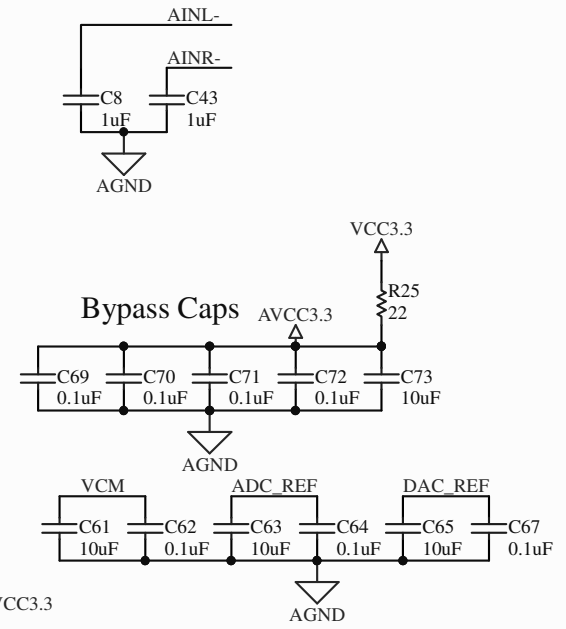 AINL-
AINR-
C8 C43
1uF 1uF
AGND
VCC3.3
R25
22
Bypass Caps AVCC3.3
C69 C70 C71 C72 C73
0.1uF 0.1uF 0.1uF 0.1uF 10uF
AGND
VCM ADC_REF DAC_REF
C61 C62 C63 C64 C65 C67
10uF 0.1uF 10uF 0.1uF 10uF 0.1uF
VCC3.3
AGND